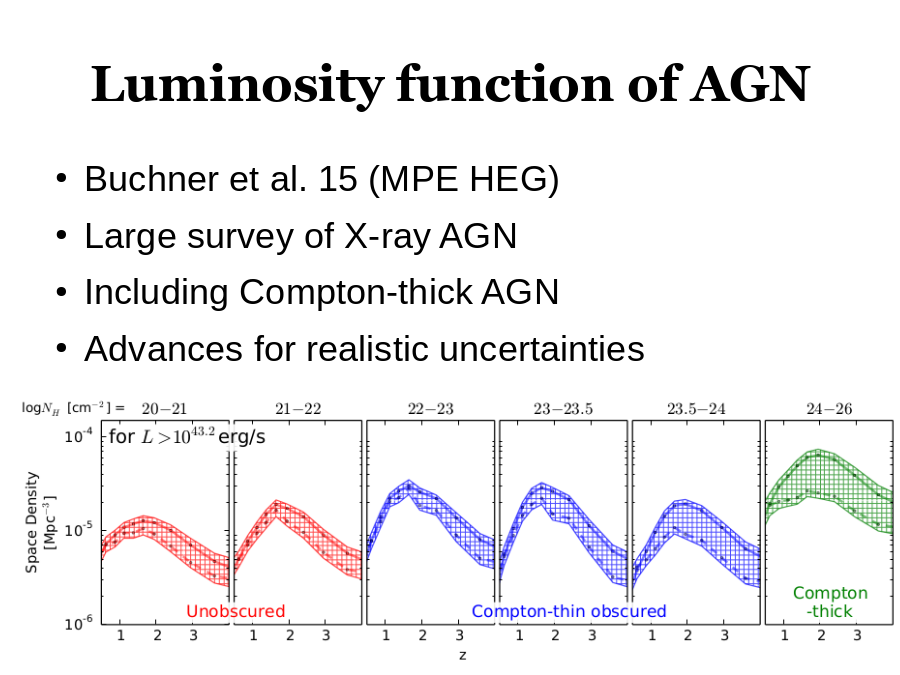 Luminosity function of AGN
• Buchner et al. 15 (MPE HEG)
• Large survey of X-ray AGN
• Including Compton-thick AGN
• Advances for realistic uncertainties
logN_H [cm⁻²] = 20−21 21−22 22−23 23−23.5 23.5−24 24−26
for L >10^43.2 erg/s
10⁻⁴
10⁻⁵
10⁻⁶
Space Density
[Mpc⁻³]
Unobscured
Compton-thin obscured
Compton
-thick
1 2 3 1 2 3 1 2 3 1 2 3 1 2 3 1 2 3
z